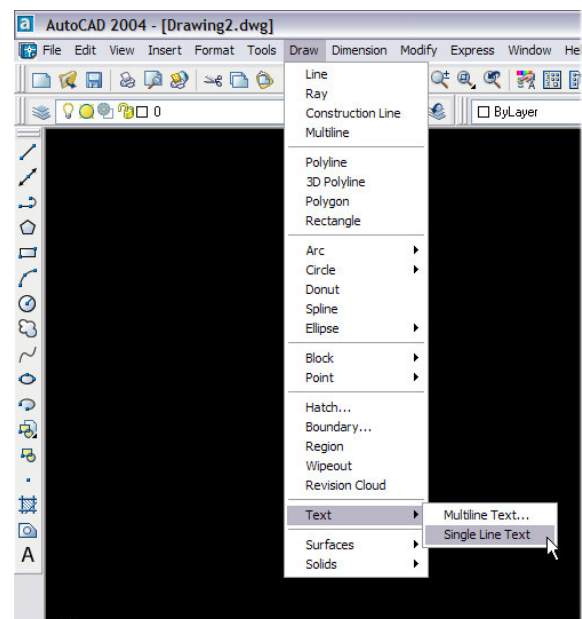 AutoCAD 2004 - [Drawing2.dwg]
File Edit View Insert Format Tools Draw Dimension Modify Express Window He
0 ByLayer
Line
Ray
Construction Line
Multiline
Polyline
3D Polyline
Polygon
Rectangle
Arc
Circle
Donut
Spline
Ellipse
Block
Point
Hatch...
Boundary...
Region
Wipeout
Revision Cloud
Text Multiline Text...
Single Line Text
Surfaces
Solids
A